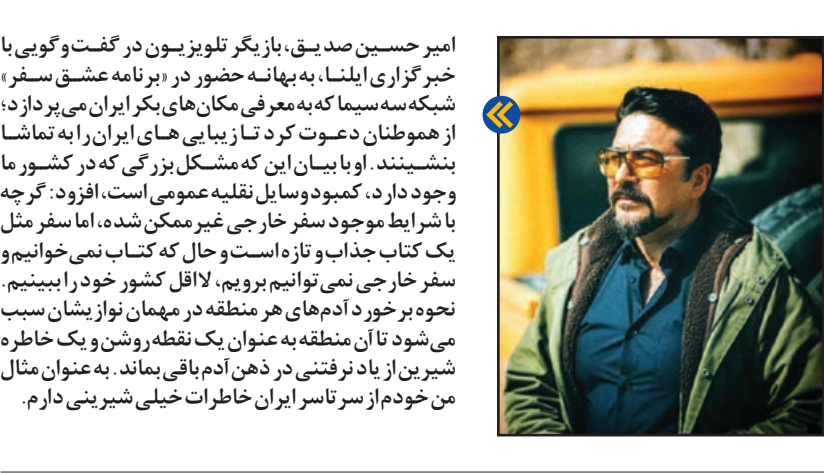 امیر حسین صدیق، بازیگر تلویزیون در گفت‌وگویی با
خبرگزاری ایلنا، به بهانه حضور در «برنامه عشق سفر»
شبکه سه سیما که به معرفی مکان‌های بکر ایران می‌پردازد؛
از هموطنان دعوت کرد تا زیبایی های ایران را به تماشا
بنشینند. او با بیان این که مشکل بزرگی که در کشور ما
وجود دارد، کمبود وسایل نقلیه عمومی است، افزود: گرچه
با شرایط موجود سفر خارجی غیر ممکن شده، اما سفر مثل
یک کتاب جذاب و تازه است و حال که کتاب نمی‌خوانیم و
سفر خارجی نمی‌توانیم برویم، لااقل کشور خود را ببینیم.
نحوه برخورد آدم‌های هر منطقه در مهمان نوازیشان سبب
می‌شود تا آن منطقه به عنوان یک نقطه روشن و یک خاطره
شیرین از یاد نرفتنی در ذهن آدم باقی بماند. به عنوان مثال
من خودم از سرتاسر ایران خاطرات خیلی شیرینی دارم.